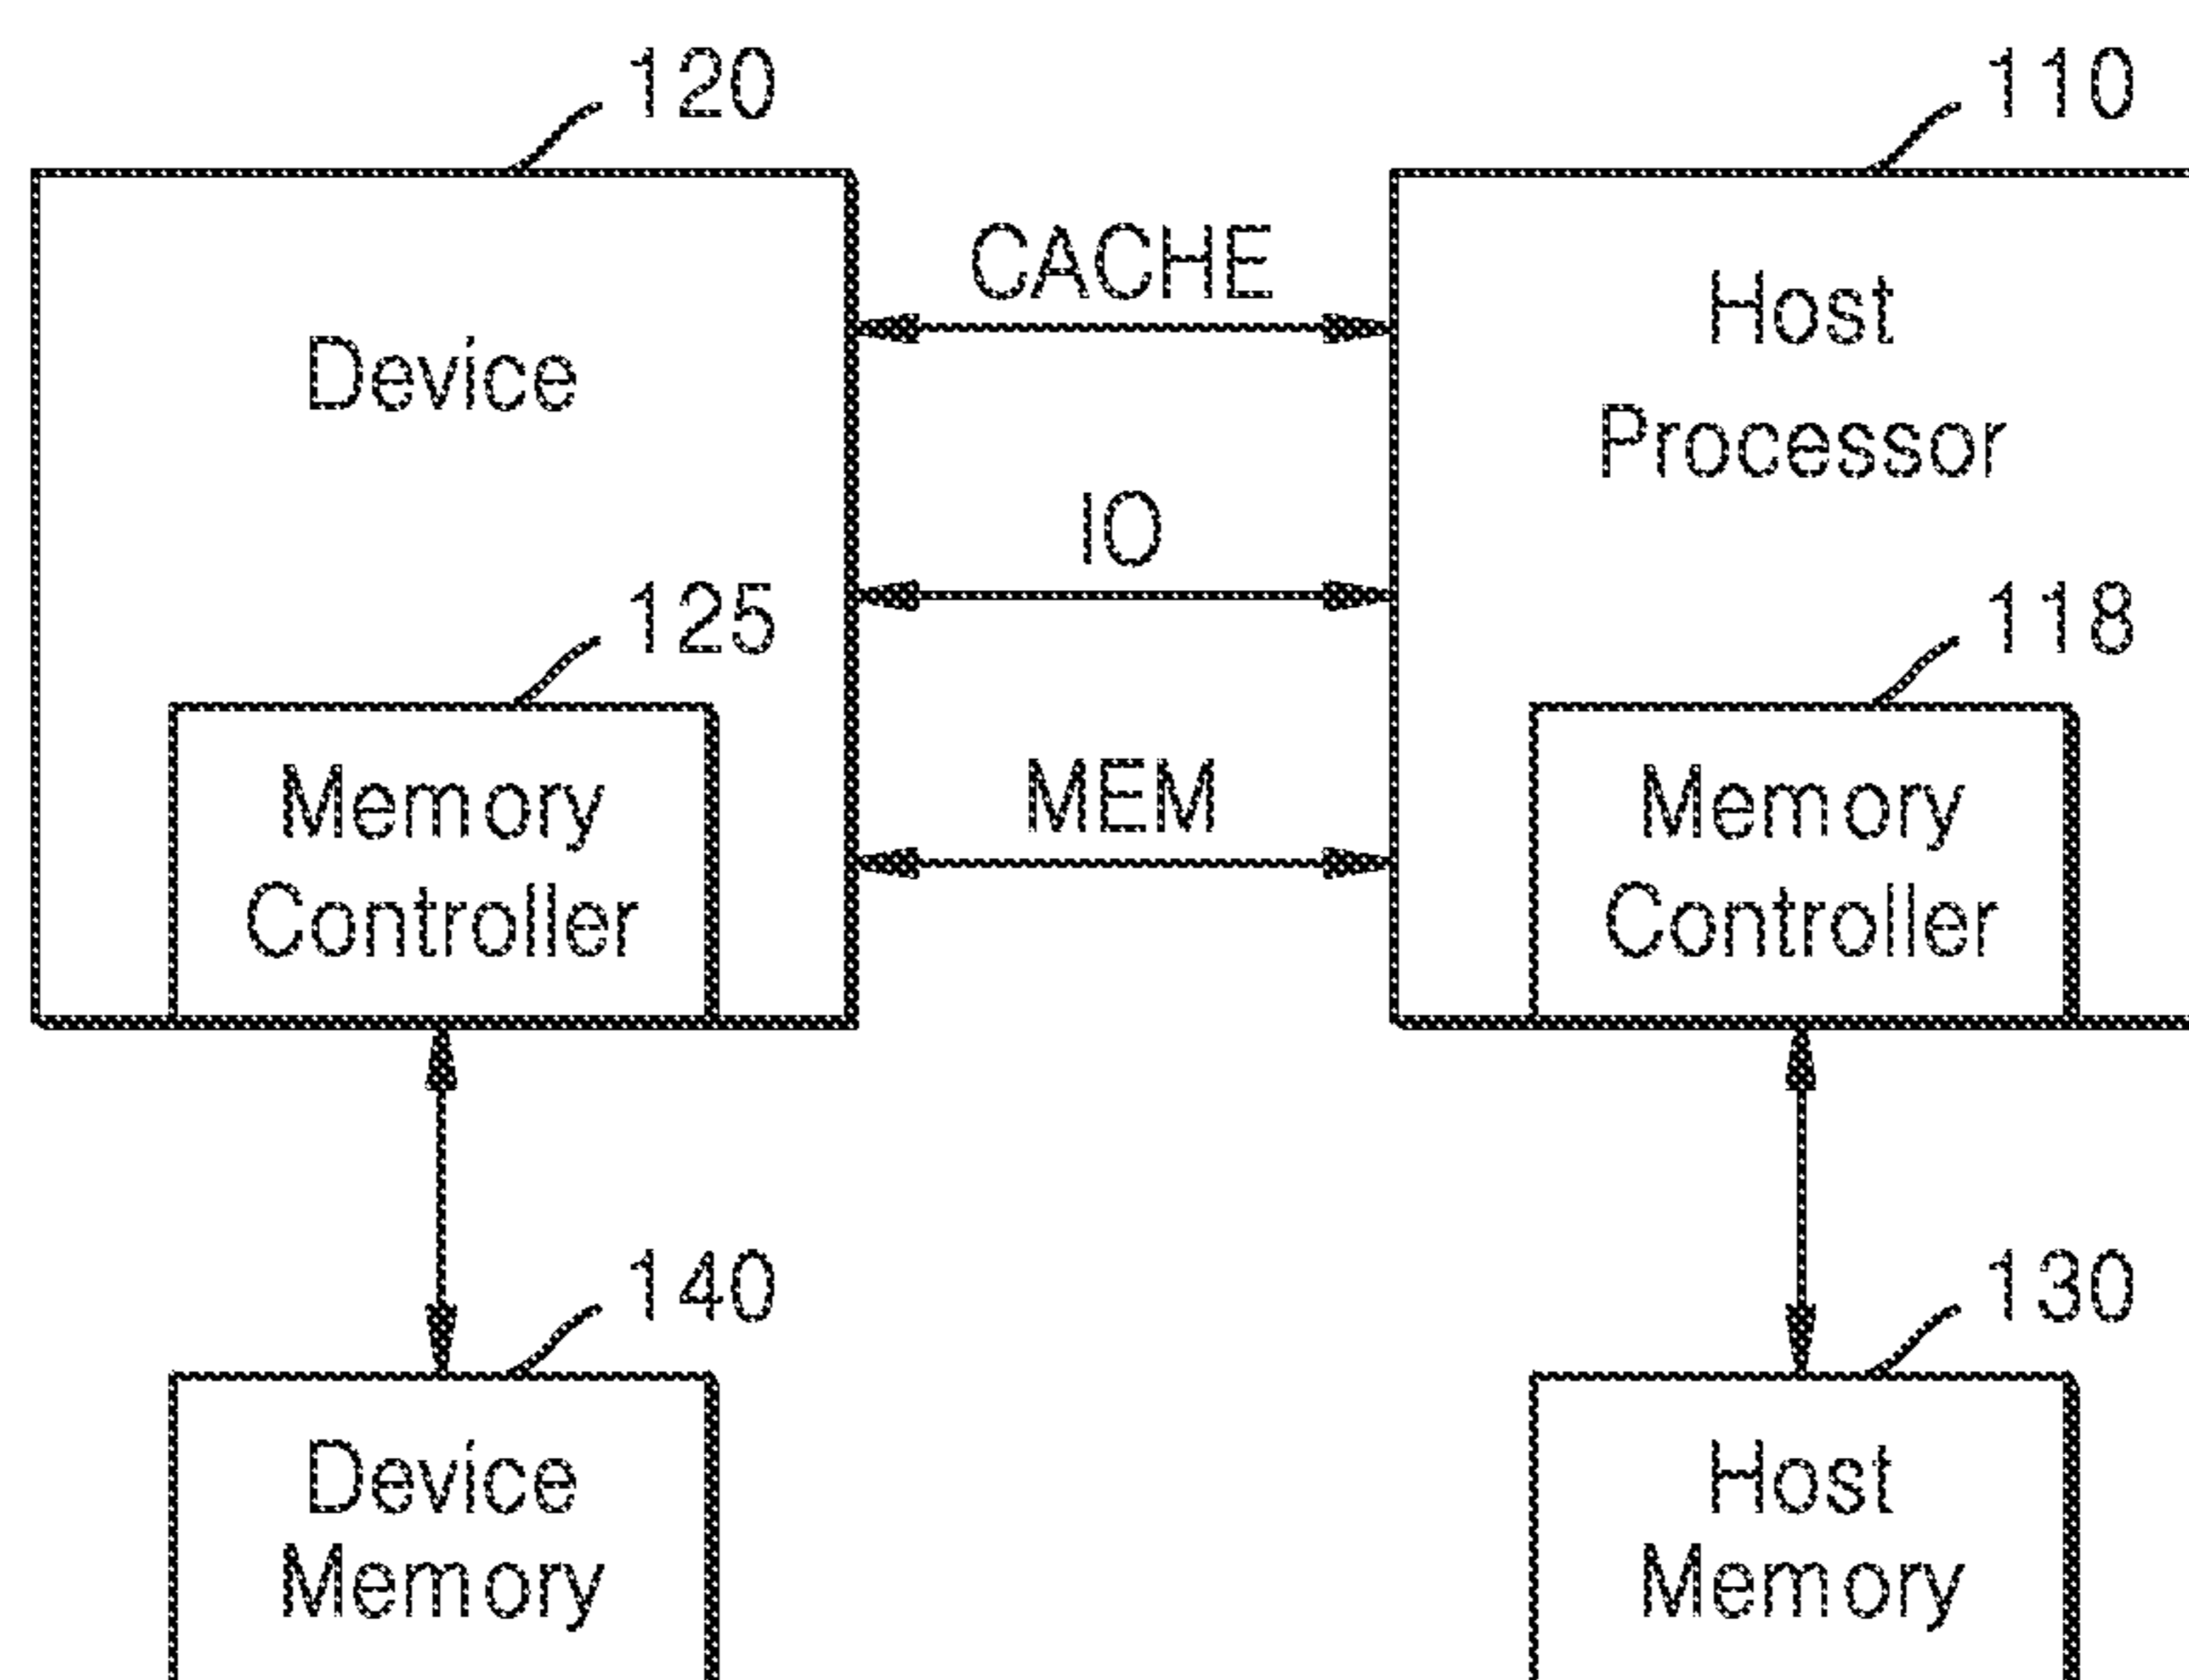 120
110
CACHE
Device
Host
Processor
IO
125
118
MEM
Memory
Controller
Memory
Controller
140
130
Device
Memory
Host
Memory